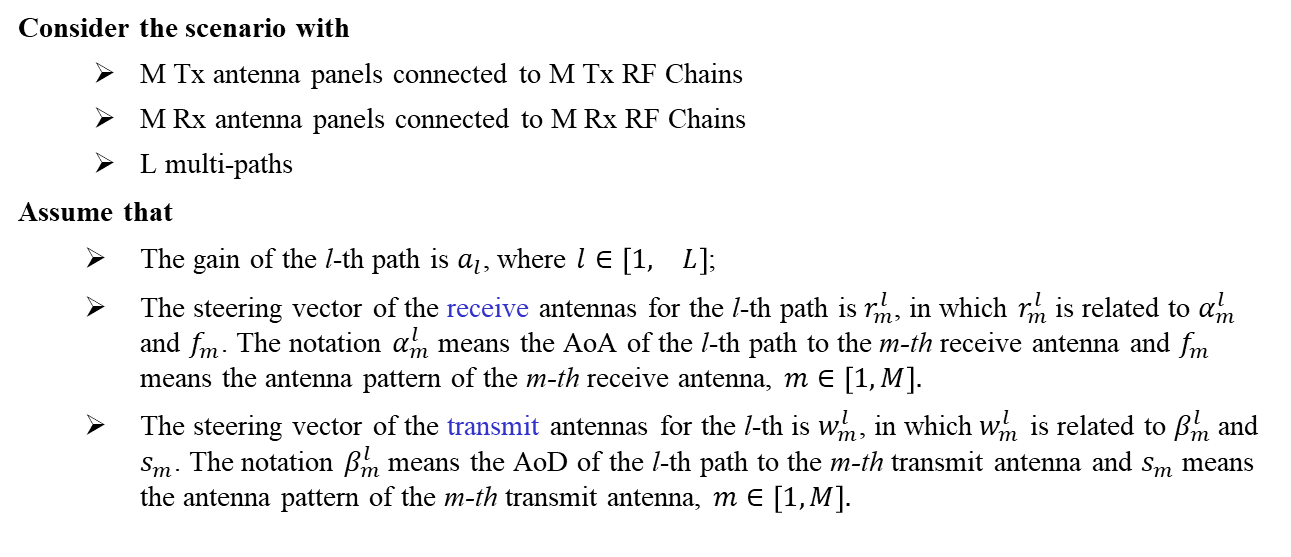 Consider the scenario with
➢ M Tx antenna panels connected to M Tx RF Chains
➢ M Rx antenna panels connected to M Rx RF Chains
➢ L multi-paths
Assume that
➢ The gain of the l-th path is a_l, where l ∈ [1, L];
➢ The steering vector of the receive antennas for the l-th path is r_m^l, in which r_m^l is related to α_m^l
and f_m. The notation α_m^l means the AoA of the l-th path to the m-th receive antenna and f_m
means the antenna pattern of the m-th receive antenna, m ∈ [1, M].
➢ The steering vector of the transmit antennas for the l-th is w_m^l, in which w_m^l is related to β_m^l and
s_m. The notation β_m^l means the AoD of the l-th path to the m-th transmit antenna and s_m means
the antenna pattern of the m-th transmit antenna, m ∈ [1, M].